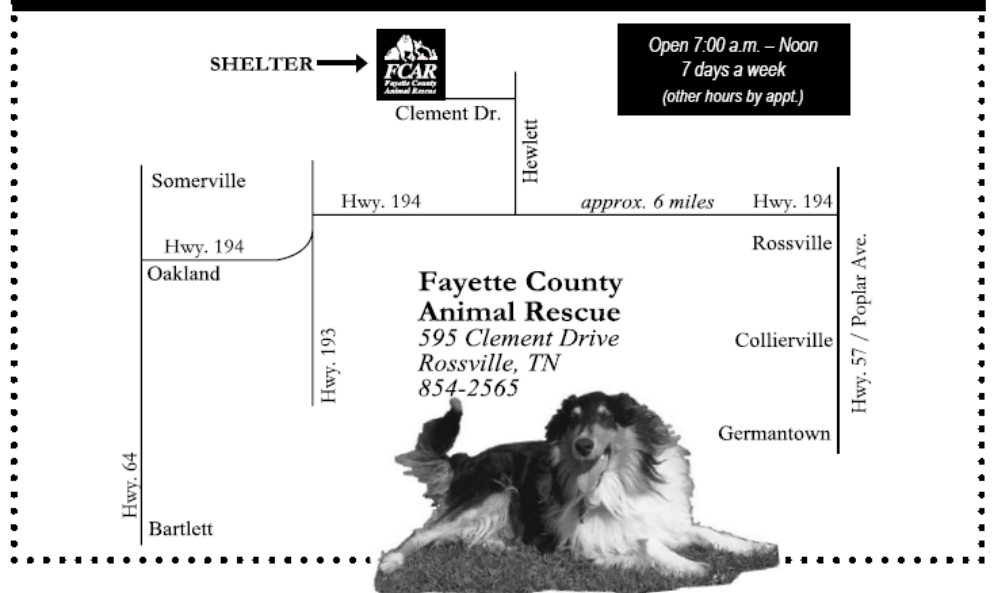 SHELTER
FCAR
Fayette County
Animal Rescue
Open 7:00 a.m. – Noon
7 days a week
(other hours by appt.)
Clement Dr.
Hewlett
Somerville
Hwy. 194
approx. 6 miles
Hwy. 194
Hwy. 194
Oakland
Rossville
Fayette County
Animal Rescue
595 Clement Drive
Rossville, TN
854-2565
Hwy. 193
Collierville
Hwy. 57 / Poplar Ave.
Germantown
Hwy. 64
Bartlett